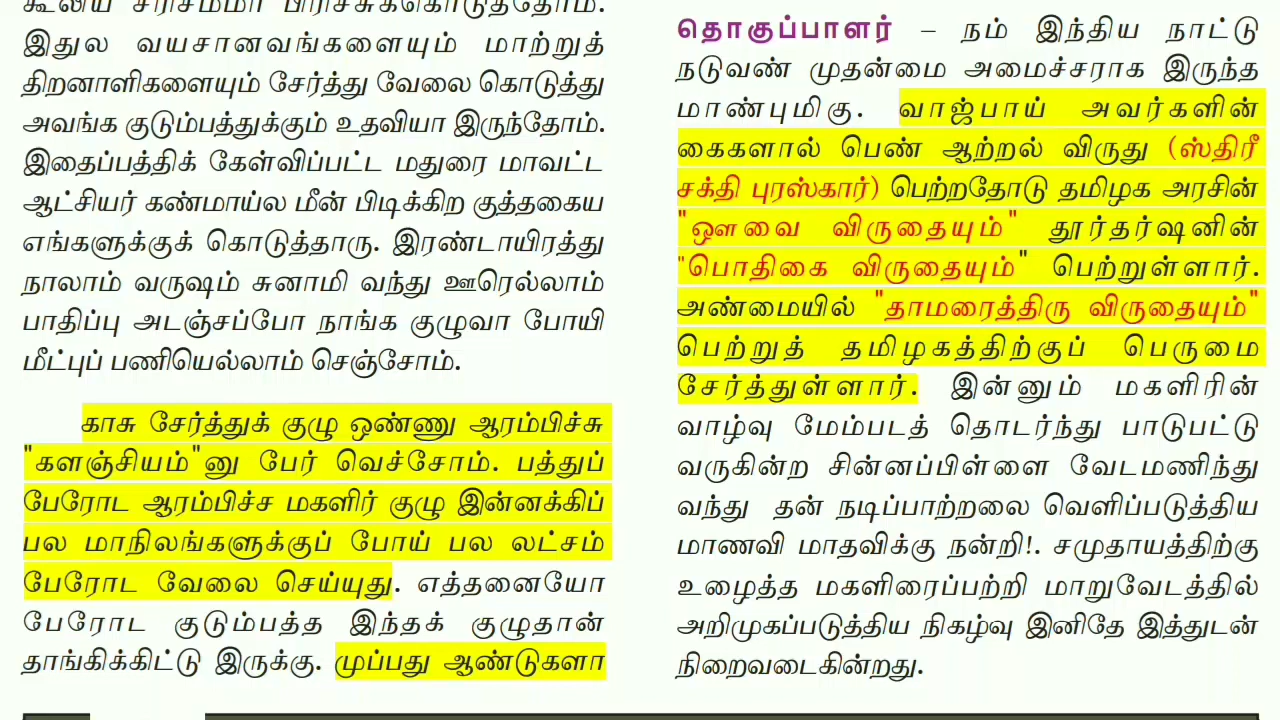 கூலிய சரிசமமா பிரிச்சுக்கொடுத்தோம்.
இதுல வயசானவங்களையும் மாற்றுத்
திறனாளிகளையும் சேர்த்து வேலை கொடுத்து
அவங்க குடும்பத்துக்கும் உதவியா இருந்தோம்.
இதைப்பத்திக் கேள்விப்பட்ட மதுரை மாவட்ட
ஆட்சியர் கண்மாய்ல மீன் பிடிக்கிற குத்தகைய
எங்களுக்குக் கொடுத்தாரு. இரண்டாயிரத்து
நாலாம் வருஷம் சுனாமி வந்து ஊரெல்லாம்
பாதிப்பு அடஞ்சப்போ நாங்க குழுவா போயி
மீட்புப் பணியெல்லாம் செஞ்சோம்.
காசு சேர்த்துக் குழு ஒண்ணு ஆரம்பிச்சு
"களஞ்சியம்"னு பேர் வெச்சோம். பத்துப்
பேரோட ஆரம்பிச்ச மகளிர் குழு இன்னக்கிப்
பல மாநிலங்களுக்குப் போய் பல லட்சம்
பேரோட வேலை செய்யுது. எத்தனையோ
பேரோட குடும்பத்த இந்தக் குழுதான்
தாங்கிக்கிட்டு இருக்கு. முப்பது ஆண்டுகளா
தொகுப்பாளர் – நம் இந்திய நாட்டு
நடுவண் முதன்மை அமைச்சராக இருந்த
மாண்புமிகு. வாஜ்பாய் அவர்களின்
கைகளால் பெண் ஆற்றல் விருது (ஸ்திரீ
சக்தி புரஸ்கார்) பெற்றதோடு தமிழக அரசின்
"ஔவை விருதையும்" தூர்தர்ஷனின்
"பொதிகை விருதையும்" பெற்றுள்ளார்.
அண்மையில் "தாமரைத்திரு விருதையும்"
பெற்றுத் தமிழகத்திற்குப் பெருமை
சேர்த்துள்ளார். இன்னும் மகளிரின்
வாழ்வு மேம்படத் தொடர்ந்து பாடுபட்டு
வருகின்ற சின்னப்பிள்ளை வேடமணிந்து
வந்து தன் நடிப்பாற்றலை வெளிப்படுத்திய
மாணவி மாதவிக்கு நன்றி!. சமுதாயத்திற்கு
உழைத்த மகளிரைப்பற்றி மாறுவேடத்தில்
அறிமுகப்படுத்திய நிகழ்வு இனிதே இத்துடன்
நிறைவடைகின்றது.